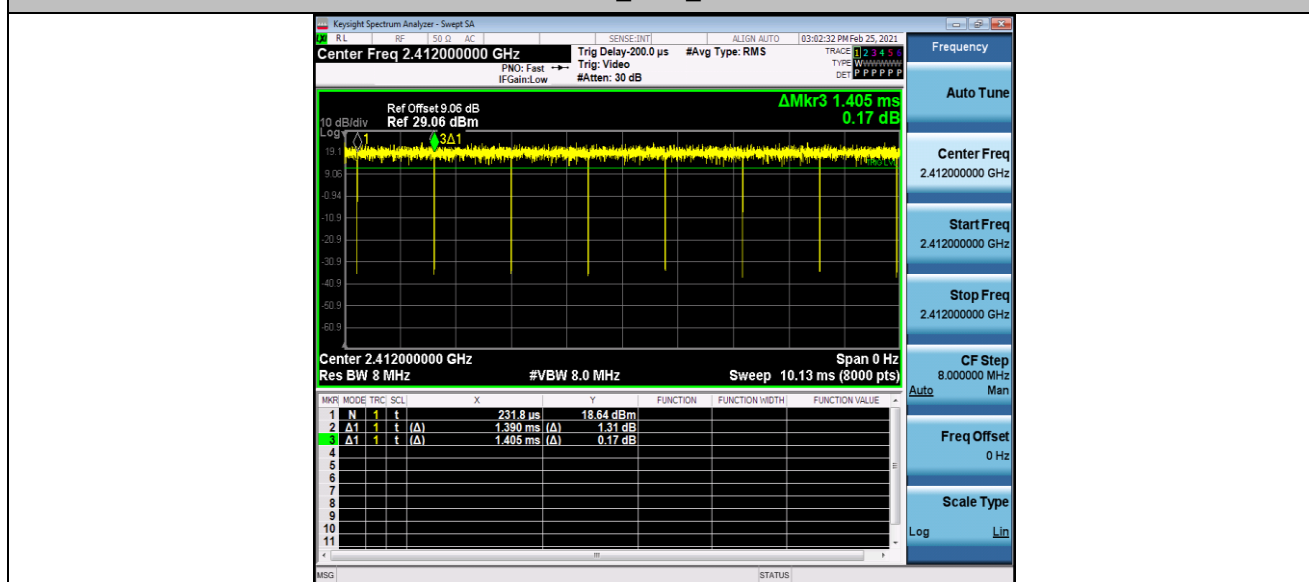 Keysight Spectrum Analyzer - Swept SA
RL RF 50 Ω AC SENSE:INT ALIGN AUTO 03:02:32 PM Feb 25, 2021
Center Freq 2.412000000 GHz
PNO: Fast
IFGain:Low
Trig Delay-200.0 µs
Trig: Video
#Atten: 30 dB
#Avg Type: RMS
TRACE 1 2 3 4 5 6
TYPE WWWWWW
DET P P P P P P
Frequency
ΔMkr3 1.405 ms
0.17 dB
Ref Offset 9.06 dB
10 dB/div Ref 29.06 dBm
Log
1
3Δ1
19.1
9.06
-0.94
-10.9
-20.9
-30.9
-40.9
-50.9
-60.9
Center 2.412000000 GHz Span 0 Hz
Res BW 8 MHz #VBW 8.0 MHz Sweep 10.13 ms (8000 pts)
MKR MODE TRC SCL X Y FUNCTION FUNCTION WIDTH FUNCTION VALUE
1 N 1 t 231.8 µs 18.64 dBm
2 Δ1 1 t (Δ) 1.390 ms (Δ) 1.31 dB
3 Δ1 1 t (Δ) 1.405 ms (Δ) 0.17 dB
4
5
6
7
8
9
10
11
MSG STATUS
Auto Tune
Center Freq
2.412000000 GHz
Start Freq
2.412000000 GHz
Stop Freq
2.412000000 GHz
CF Step
8.000000 MHz
Auto Man
Freq Offset
0 Hz
Scale Type
Log Lin